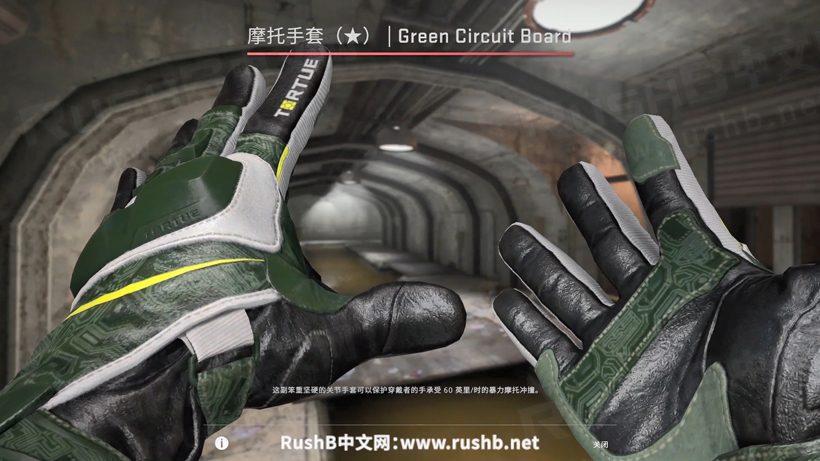 摩托手套（★） | Green Circuit Board
TORTUE
TORTUE
这副笨重坚硬的关节手套可以保护穿戴者的手承受 60 英里/时的暴力摩托冲撞。
RushB中文网:www.rushb.net
关闭